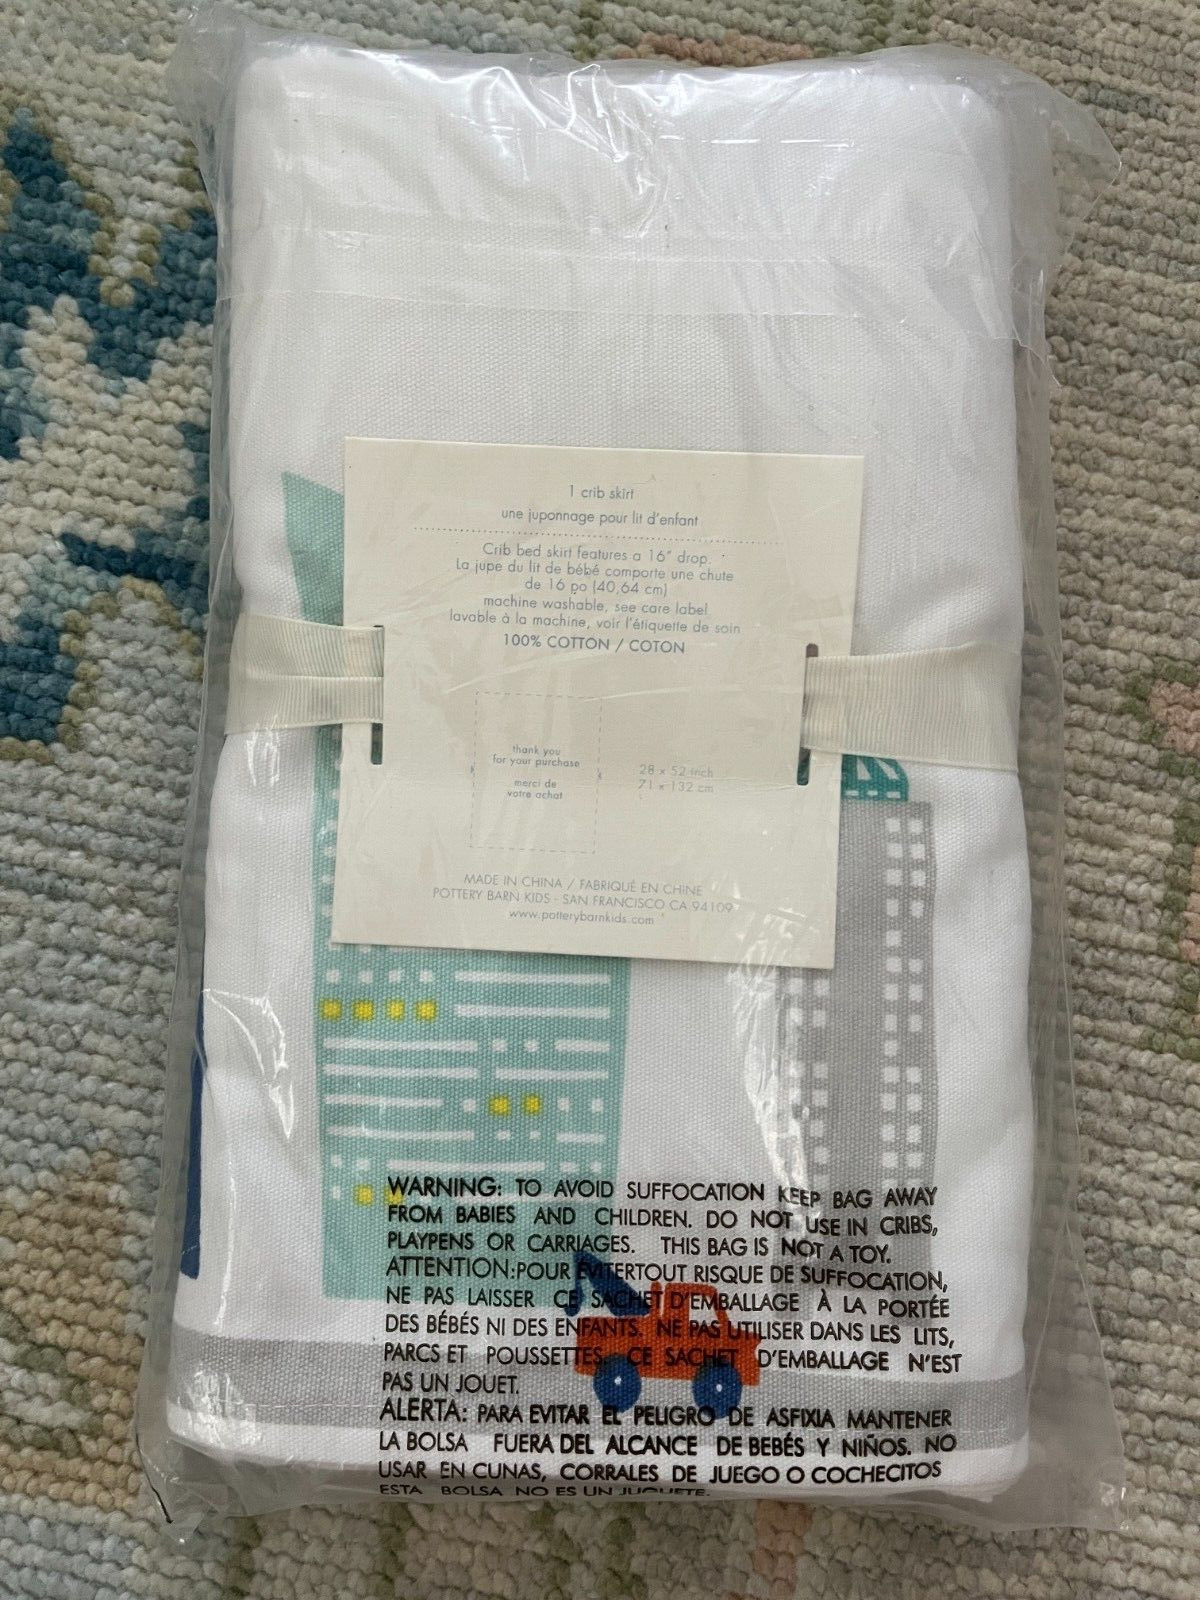 1 crib skirt
une juponnage pour lit d'enfant
Crib bed skirt features a 16" drop.
La jupe du lit de bébé comporte une chute
de 16 po (40,64 cm)
machine washable, see care label
lavable à la machine, voir l'étiquette de soin
100% COTTON / COTON
thank you
for your purchase
merci de
votre achat
28 x 52 inch
71 x 132 cm
MADE IN CHINA / FABRIQUÉ EN CHINE
POTTERY BARN KIDS · SAN FRANCISCO CA 94109
www.potterybarnkids.com
WARNING: TO AVOID SUFFOCATION KEEP BAG AWAY
FROM BABIES AND CHILDREN. DO NOT USE IN CRIBS,
PLAYPENS OR CARRIAGES. THIS BAG IS NOT A TOY.
ATTENTION:POUR ÉVITERTOUT RISQUE DE SUFFOCATION,
NE PAS LAISSER CE SACHET D'EMBALLAGE À LA PORTÉE
DES BÉBÉS NI DES ENFANTS. NE PAS UTILISER DANS LES LITS,
PARCS ET POUSSETTES. CE SACHET D'EMBALLAGE N'EST
PAS UN JOUET.
ALERTA: PARA EVITAR EL PELIGRO DE ASFIXIA MANTENER
LA BOLSA FUERA DEL ALCANCE DE BEBÉS Y NIÑOS. NO
USAR EN CUNAS, CORRALES DE JUEGO O COCHECITOS
ESTA BOLSA NO ES UN JUGUETE.